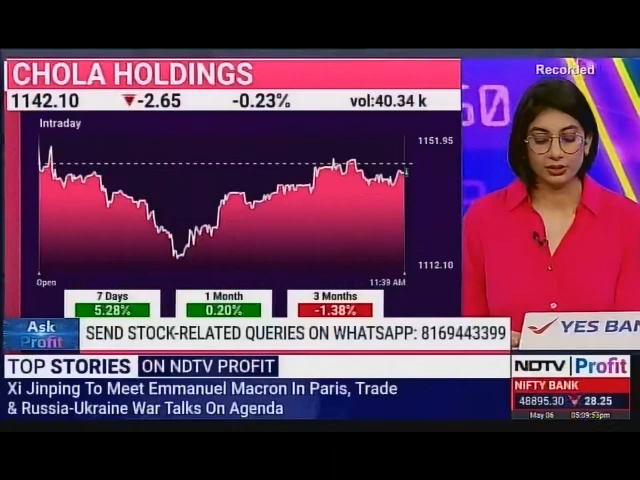 CHOLA HOLDINGS
1142.10 ▼-2.65 -0.23% vol:40.34 k
Recorded
Intraday
1151.95
1112.10
Open 11:39 AM
7 Days 1 Month 3 Months
5.28% 0.20% -1.38%
Ask
Profit
SEND STOCK-RELATED QUERIES ON WHATSAPP: 8169443399
YES BAN
TOP STORIES ON NDTV PROFIT
Xi Jinping To Meet Emmanuel Macron In Paris, Trade
& Russia-Ukraine War Talks On Agenda
NDTV Profit
NIFTY BANK
48895.30 ▼ 28.25
May 06 05:09:53pm